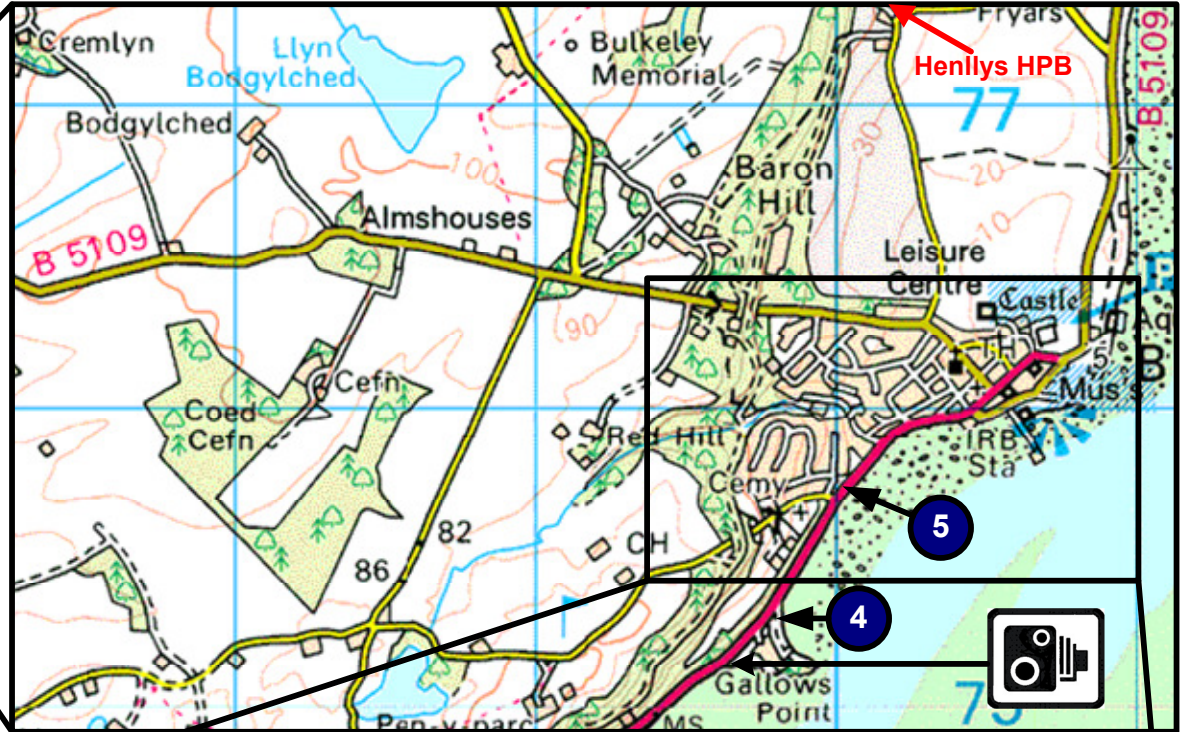 Fryars
Cremlyn
Llyn
Bodgylched
Bulkeley
Memorial
Henllys HPB
B 5109
77
Bodgylched
100
30
20
Baron
Hill
Almshouses
10
B 5109
Leisure
Centre
Castle
P
90
TH
5
B
Mus
Cefn
Coed
Cefn
Red Hill
IRB
Sta
Cemy
5
82
CH
86
4
Gallows
Point
75
Pen-y-parc
MS